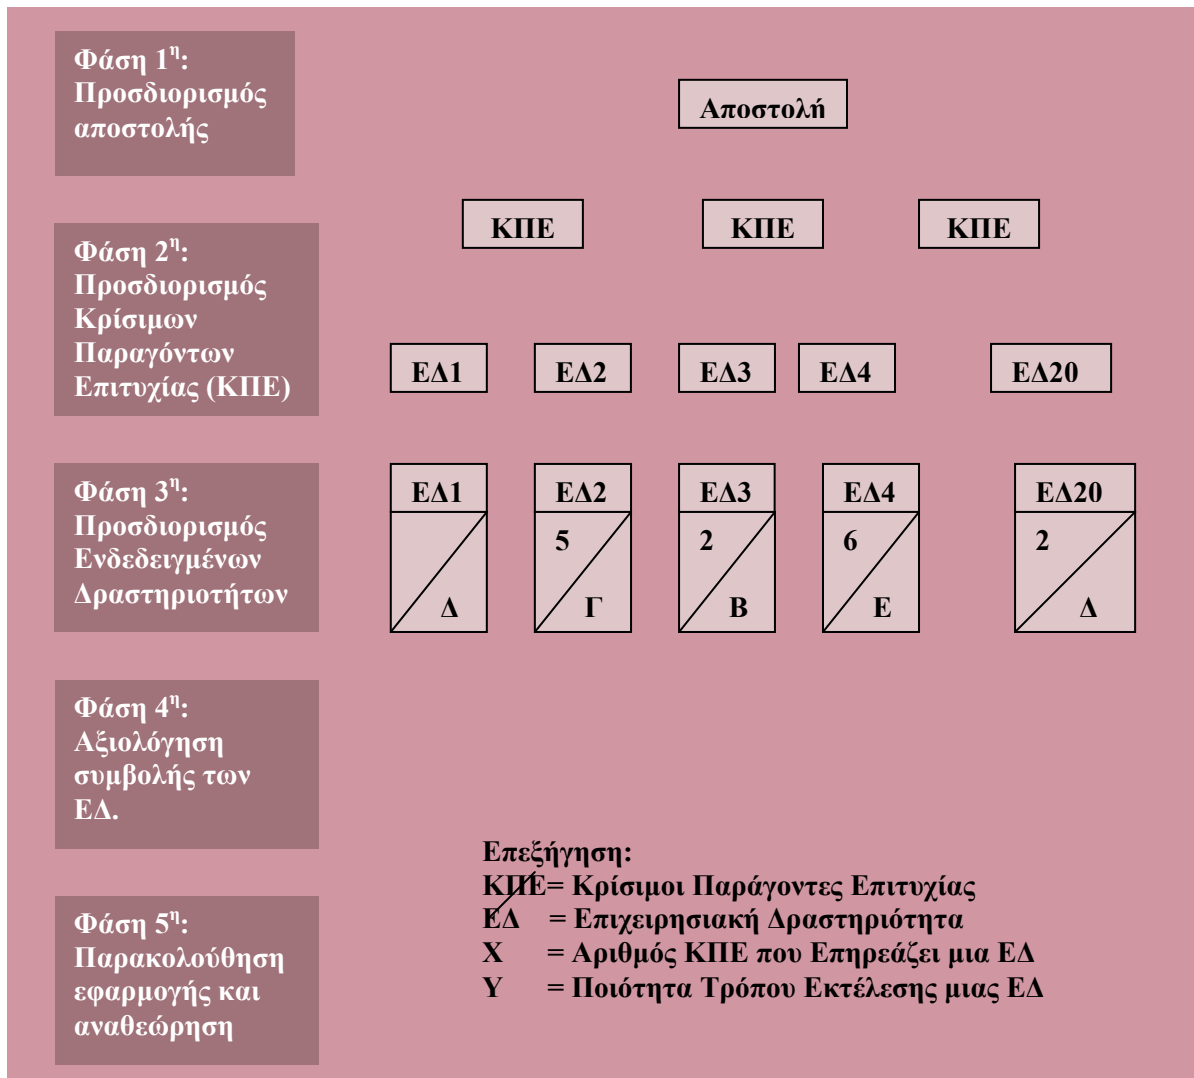 Φάση 1η:
Προσδιορισμός
αποστολής
Αποστολή
ΚΠΕ ΚΠΕ ΚΠΕ
Φάση 2η:
Προσδιορισμός
Κρίσιμων
Παραγόντων
Επιτυχίας (ΚΠΕ)
ΕΔ1 ΕΔ2 ΕΔ3 ΕΔ4 ΕΔ20
Φάση 3η:
Προσδιορισμός
Ενδεδειγμένων
Δραστηριοτήτων
ΕΔ1 ΕΔ2 ΕΔ3 ΕΔ4 ΕΔ20
5 2 6 2
Δ Γ Β Ε Δ
Φάση 4η:
Αξιολόγηση
συμβολής των
ΕΔ.
Φάση 5η:
Παρακολούθηση
εφαρμογής και
αναθεώρηση
Επεξήγηση:
ΚΠΕ= Κρίσιμοι Παράγοντες Επιτυχίας
ΕΔ = Επιχειρησιακή Δραστηριότητα
Χ = Αριθμός ΚΠΕ που Επηρεάζει μια ΕΔ
Υ = Ποιότητα Τρόπου Εκτέλεσης μιας ΕΔ